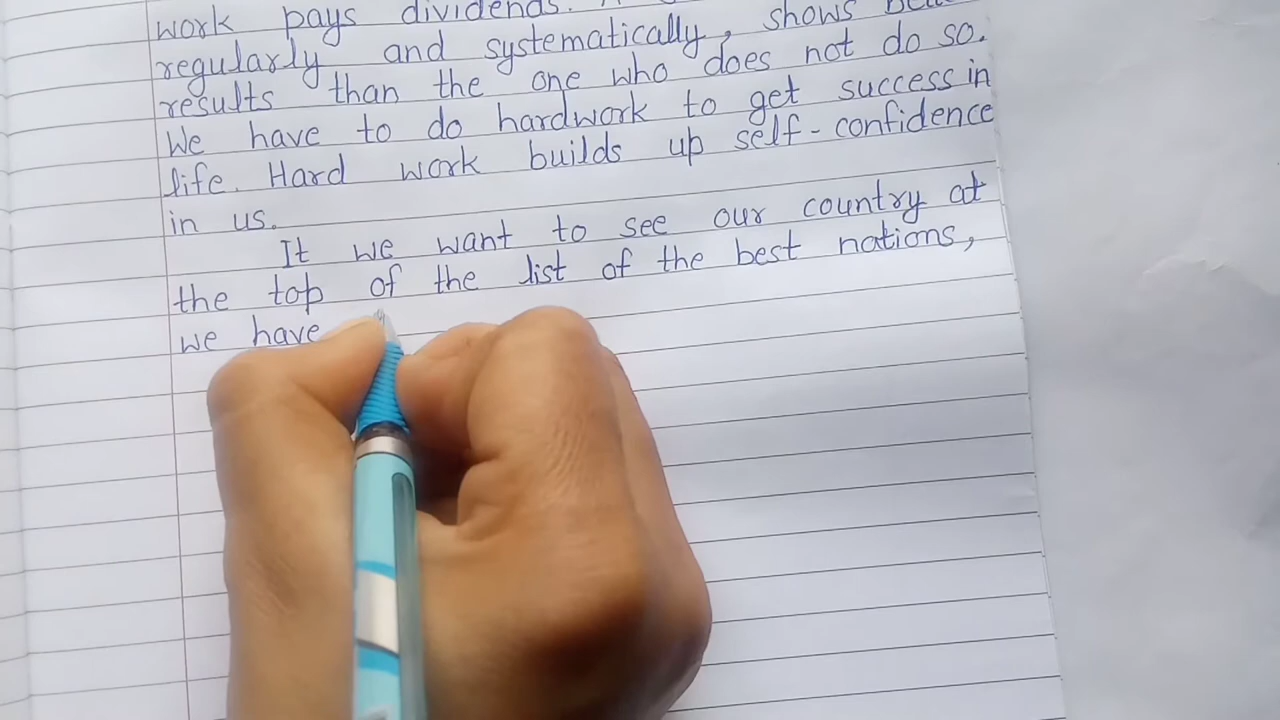 work pays dividends.
regularly and systematically, shows
results than the one who does not do so.
We have to do hardwork to get success in
life. Hard work builds up self-confidence
in us.
It we want to see our country at
the top of the list of the best nations,
we have